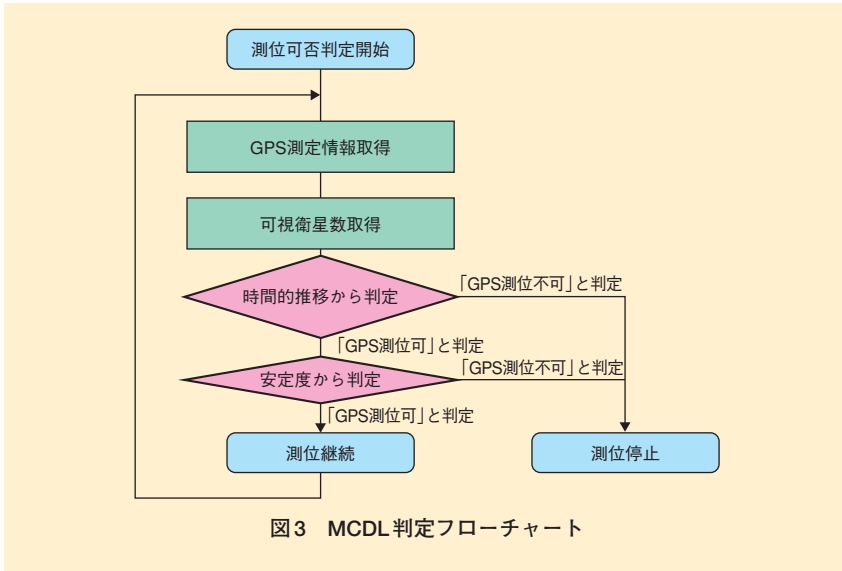 測位可否判定開始
GPS測定情報取得
可視衛星数取得
時間的推移から判定
「GPS測位不可」と判定
「GPS測位可」と判定
安定度から判定
「GPS測位不可」と判定
「GPS測位可」と判定
測位継続
測位停止
図3 MCDL判定フローチャート